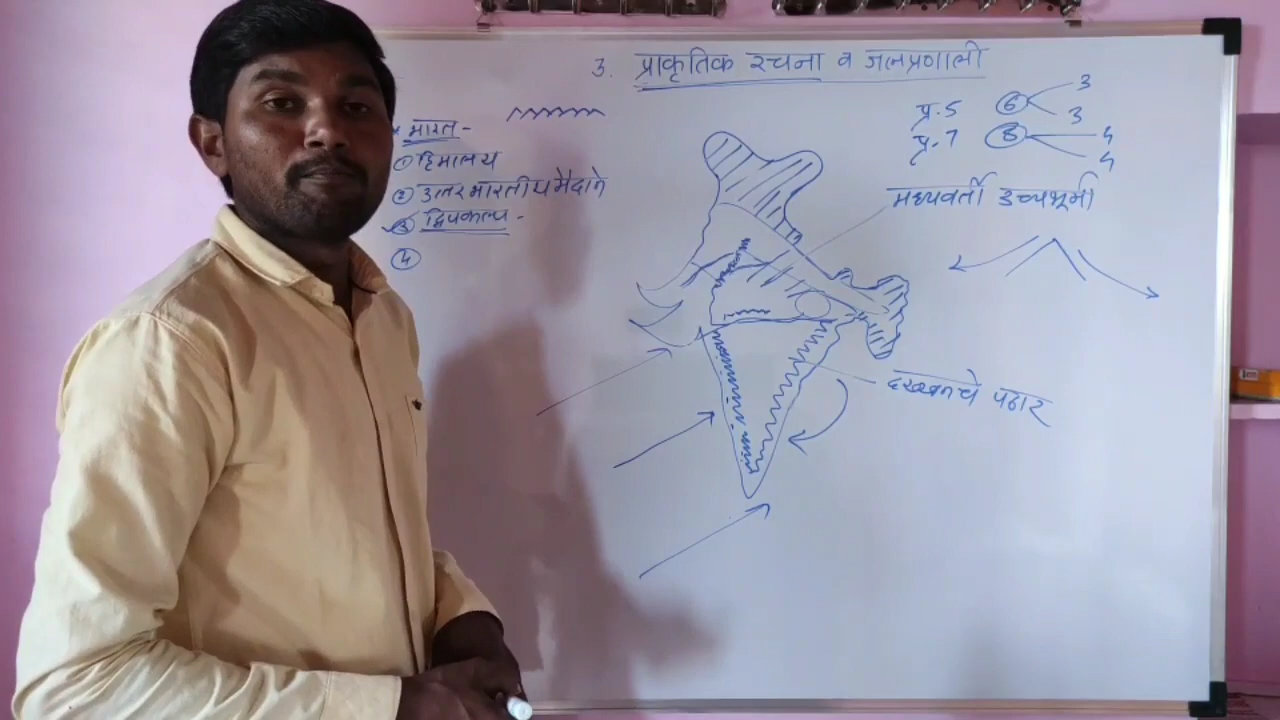 3. प्राकृतिक रचना व जलप्रणाली
प्र.5 6 3 3
प्र.7 8 4 4
* भारत -
① हिमालय
② उत्तर भारतीय मैदाने
③ द्विपकल्प -
④
मध्यवर्ती उच्चभूमी
दख्खनचे पठार